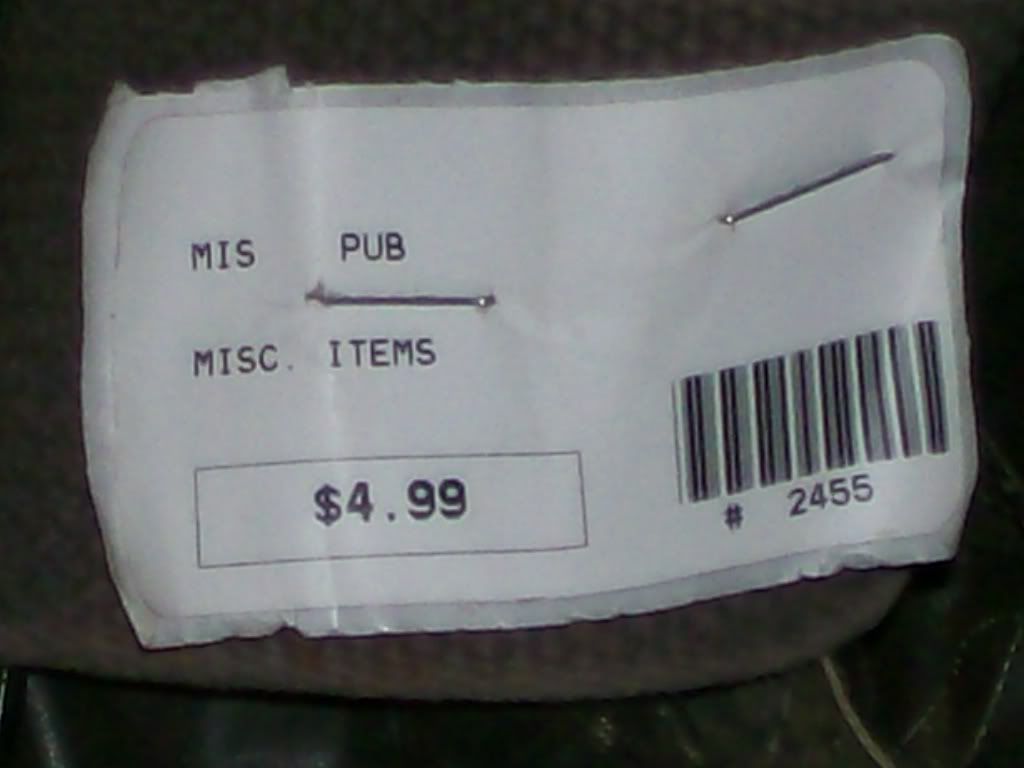 MIS PUB
MISC. ITEMS
$4.99
# 2455